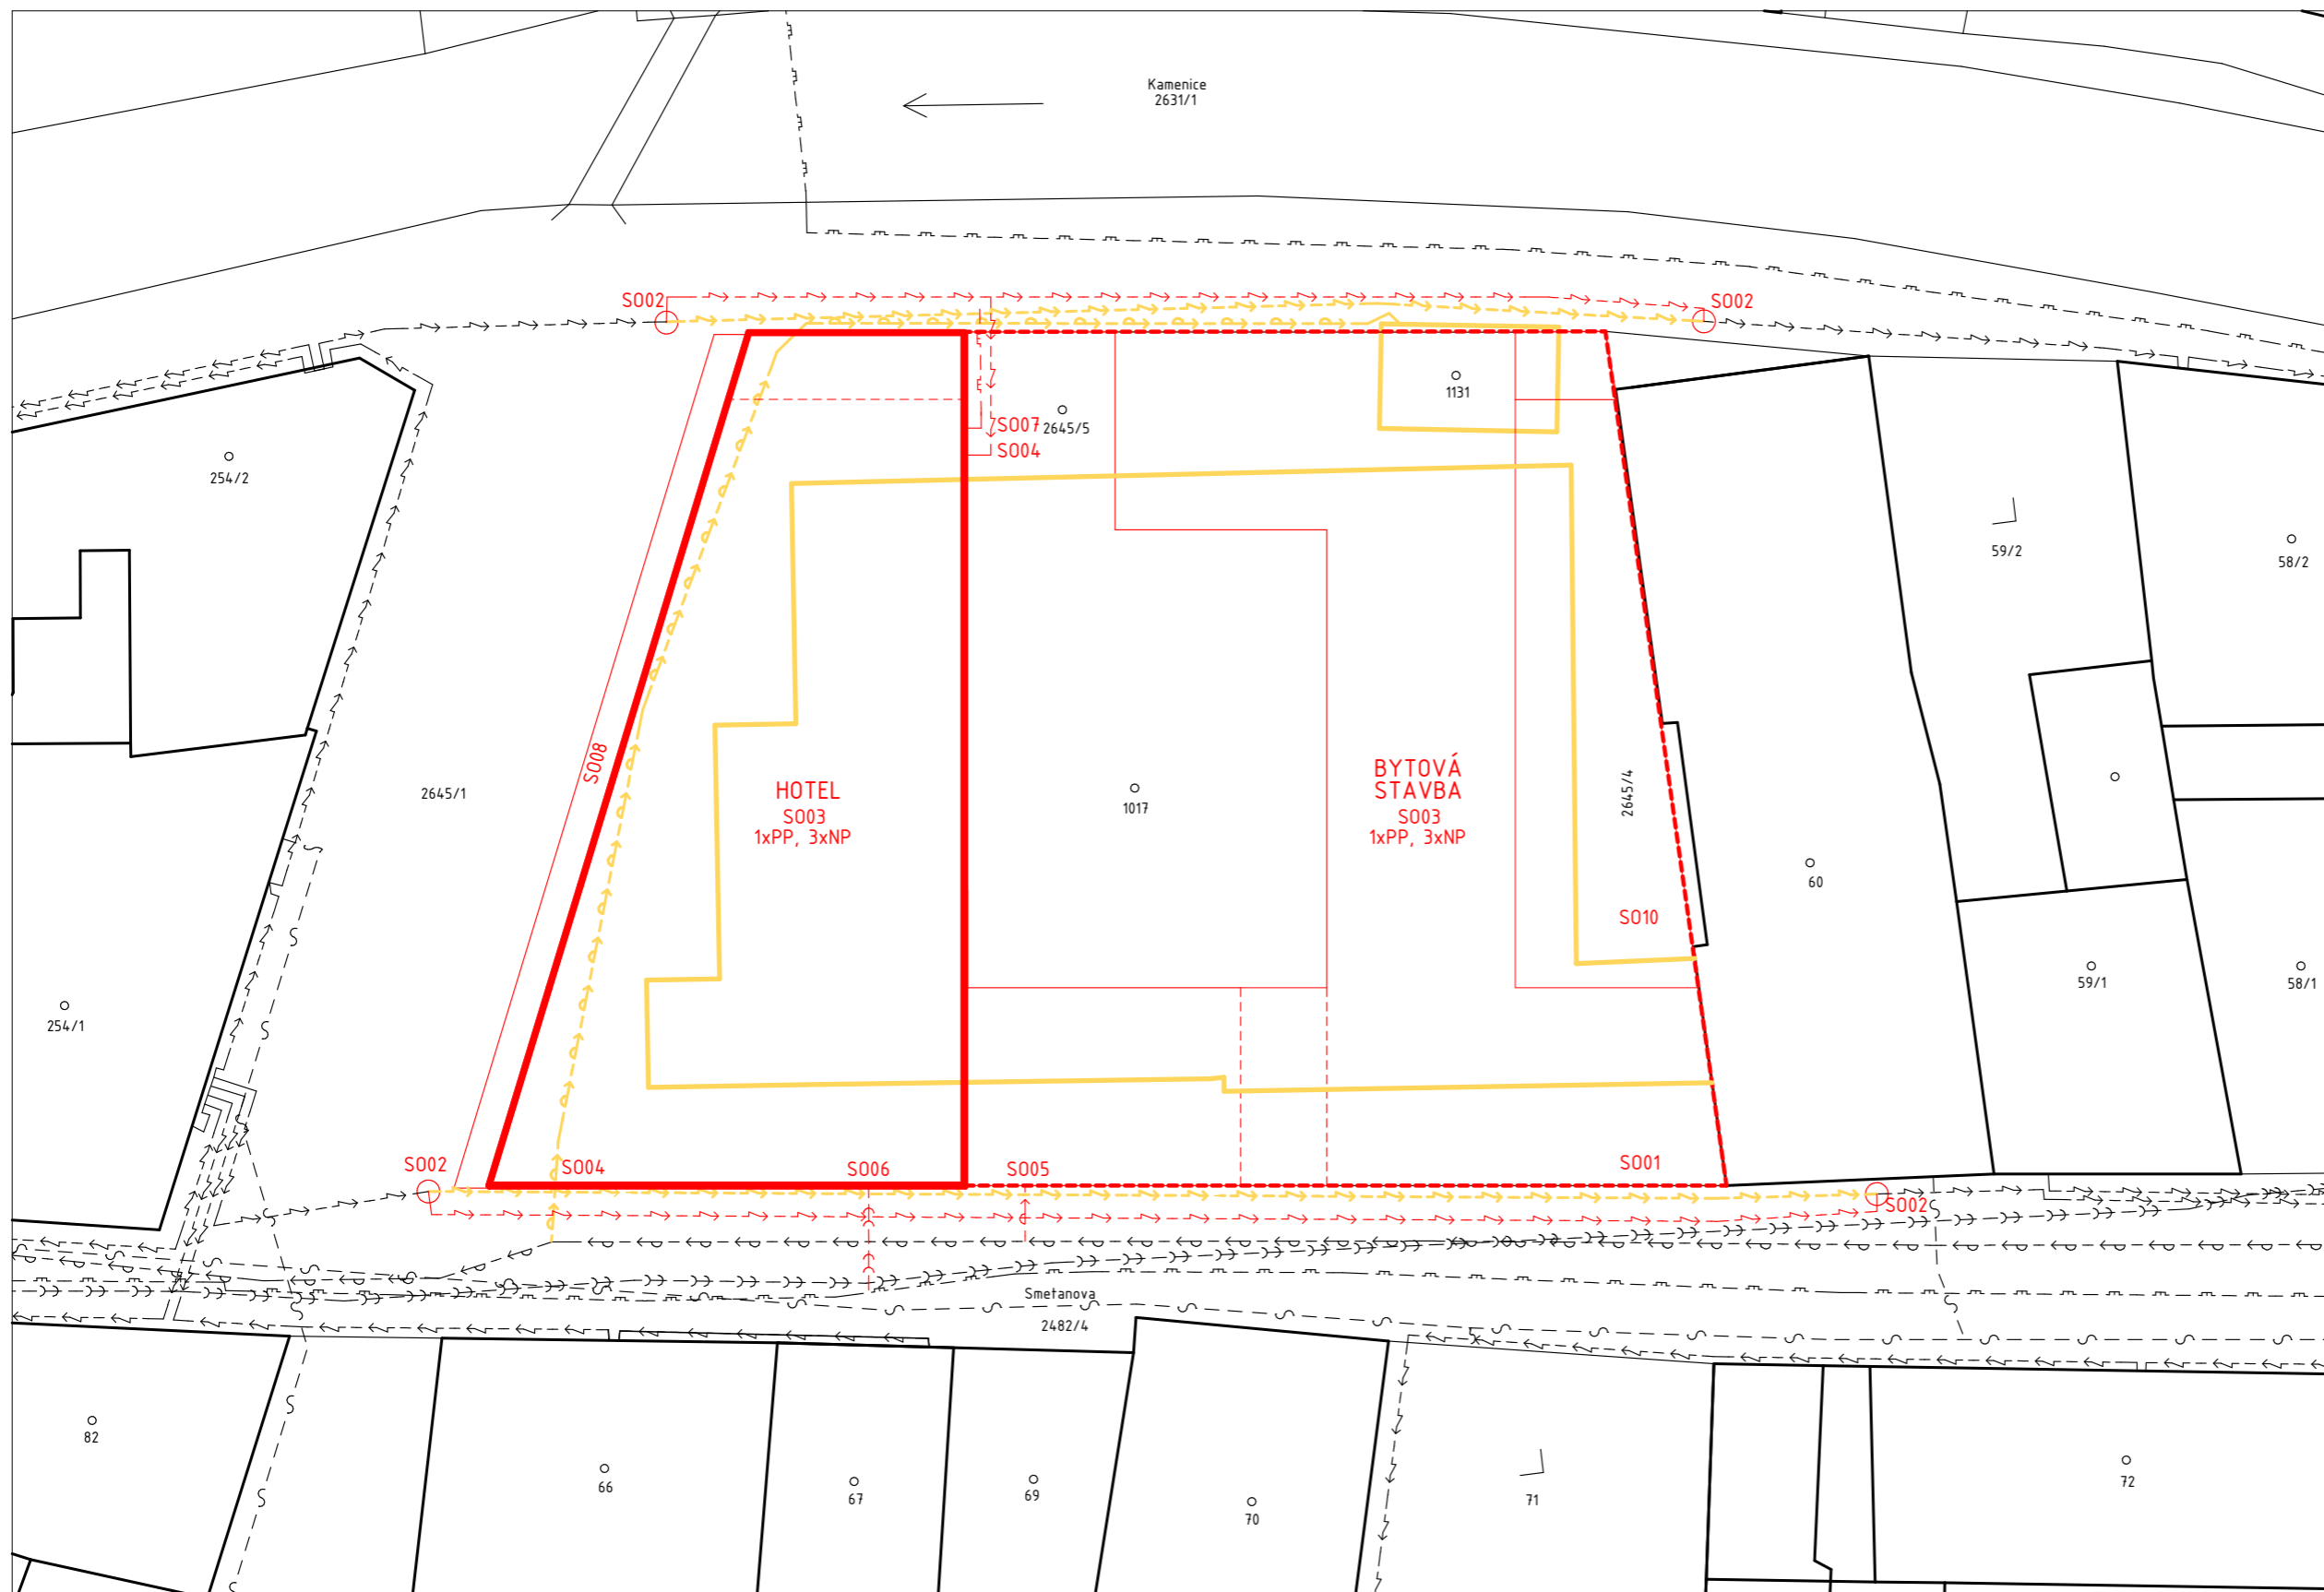 Kamenice
2631/1
SO02
SO02
1131
SO07
2645/5
SO04
254/2
59/2
58/2
SO08
BYTOVÁ
STAVBA
SO03
1xPP, 3xNP
HOTEL
SO03
1xPP, 3xNP
2645/1
1017
2645/4
60
SO10
59/1
58/1
254/1
SO02
SO04
SO06
SO05
SO01
SO02
Smetanova
2482/4
82
66
67
69
70
71
72